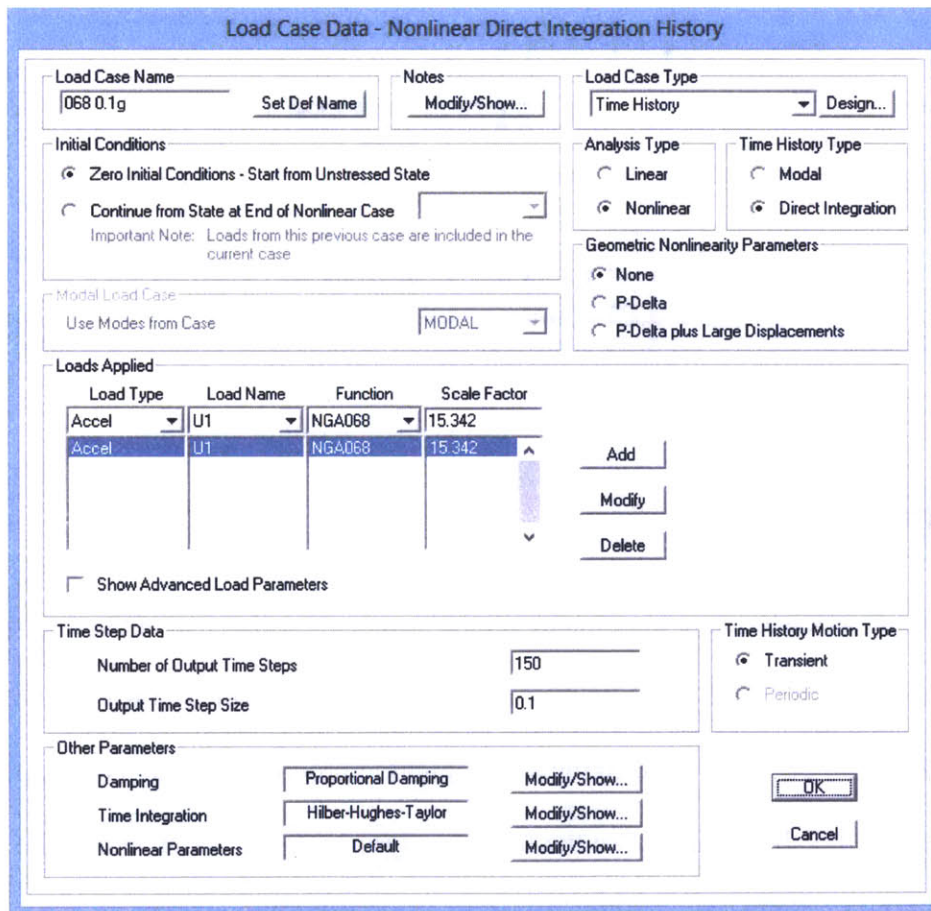 Load Case Data - Nonlinear Direct Integration History
Load Case Name
068 0.1g
Set Def Name
Notes
Modify/Show...
Load Case Type
Time History
Design...
Initial Conditions
Zero Initial Conditions - Start from Unstressed State
Continue from State at End of Nonlinear Case
Important Note: Loads from this previous case are included in the
current case
Analysis Type
Linear
Nonlinear
Time History Type
Modal
Direct Integration
Geometric Nonlinearity Parameters
None
P-Delta
P-Delta plus Large Displacements
Modal Load Case
Use Modes from Case
MODAL
Loads Applied
Load Type Load Name Function Scale Factor
Accel U1 NGA068 15.342
Accel U1 NGA068 15.342
Add
Modify
Delete
Show Advanced Load Parameters
Time Step Data
Number of Output Time Steps 150
Output Time Step Size 0.1
Time History Motion Type
Transient
Periodic
Other Parameters
Damping Proportional Damping Modify/Show...
Time Integration Hilber-Hughes-Taylor Modify/Show...
Nonlinear Parameters Default Modify/Show...
OK
Cancel